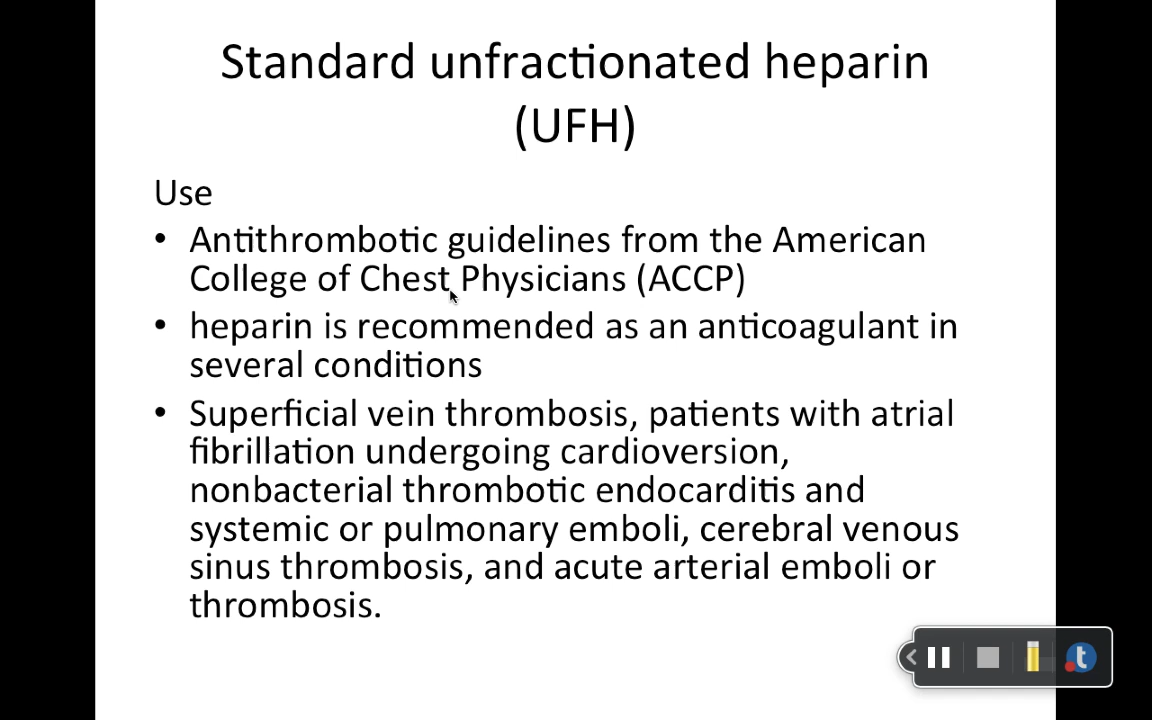 Standard unfractionated heparin
(UFH)
Use
• Antithrombotic guidelines from the American
College of Chest Physicians (ACCP)
• heparin is recommended as an anticoagulant in
several conditions
• Superficial vein thrombosis, patients with atrial
fibrillation undergoing cardioversion,
nonbacterial thrombotic endocarditis and
systemic or pulmonary emboli, cerebral venous
sinus thrombosis, and acute arterial emboli or
thrombosis.
t